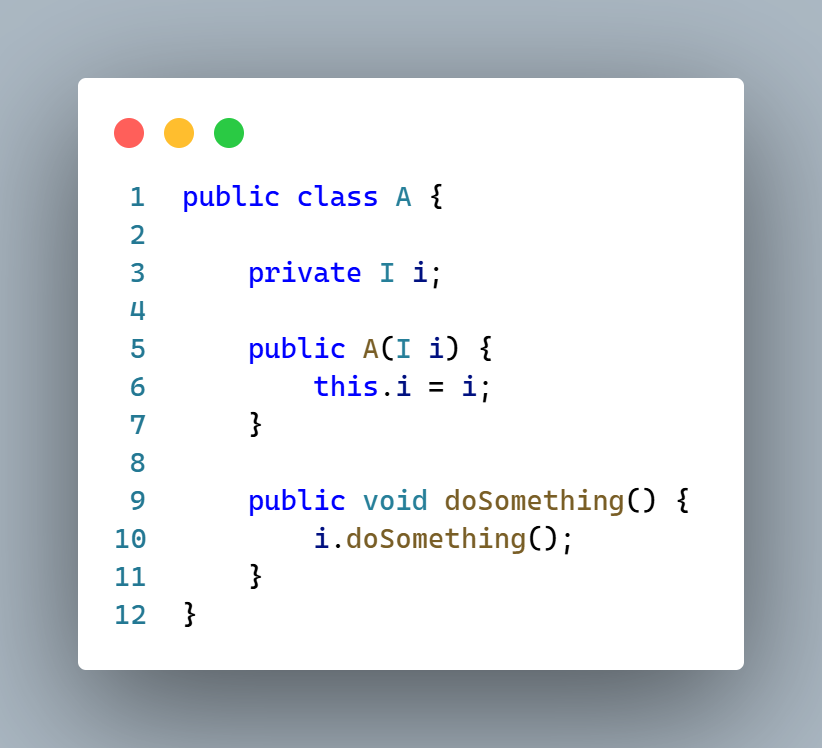 1 public class A {
2
3     private I i;
4
5     public A(I i) {
6         this.i = i;
7     }
8
9     public void doSomething() {
10         i.doSomething();
11     }
12 }